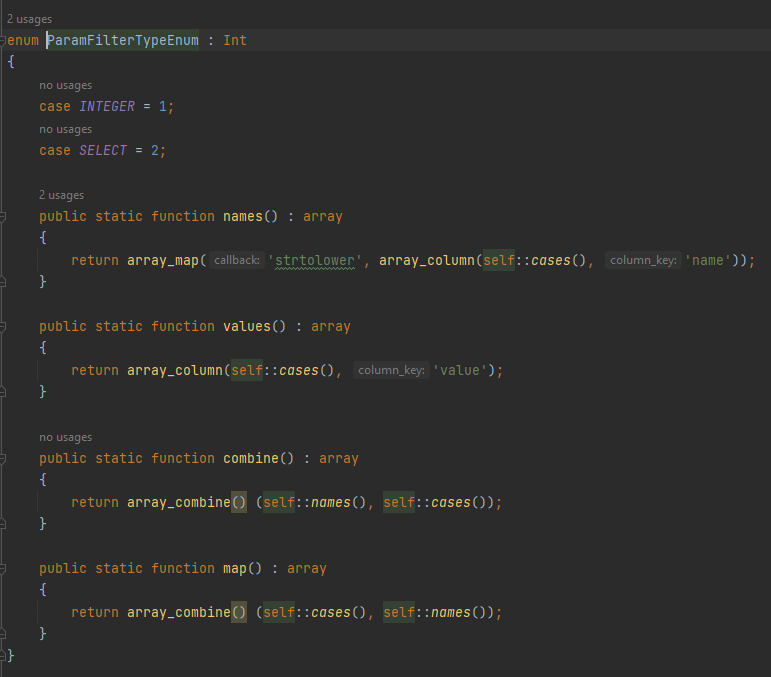 2 usages
enum ParamFilterTypeEnum : Int
{
no usages
case INTEGER = 1;
no usages
case SELECT = 2;
2 usages
public static function names() : array
{
return array_map( callback: 'strtolower', array_column(self::cases(), column_key: 'name'));
}
public static function values() : array
{
return array_column(self::cases(), column_key: 'value');
}
no usages
public static function combine() : array
{
return array_combine() (self::names(), self::cases());
}
public static function map() : array
{
return array_combine() (self::cases(), self::names());
}
}